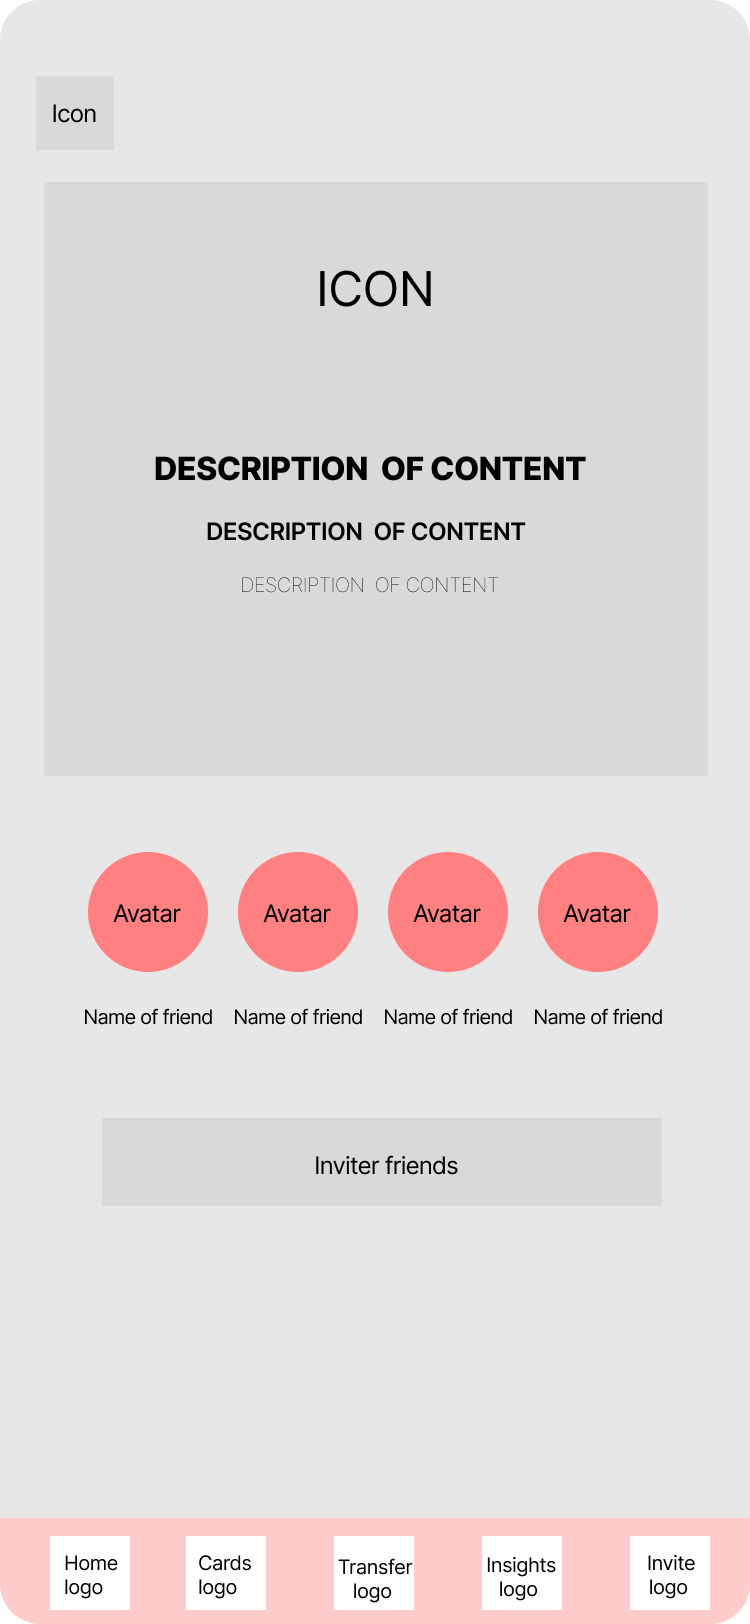 Icon
ICON
DESCRIPTION  OF CONTENT
DESCRIPTION  OF CONTENT
DESCRIPTION  OF CONTENT
Avatar Avatar Avatar Avatar
Name of friend Name of friend Name of friend Name of friend
Inviter friends
Home logo
Cards logo
Transfer logo
Insights logo
Invite logo